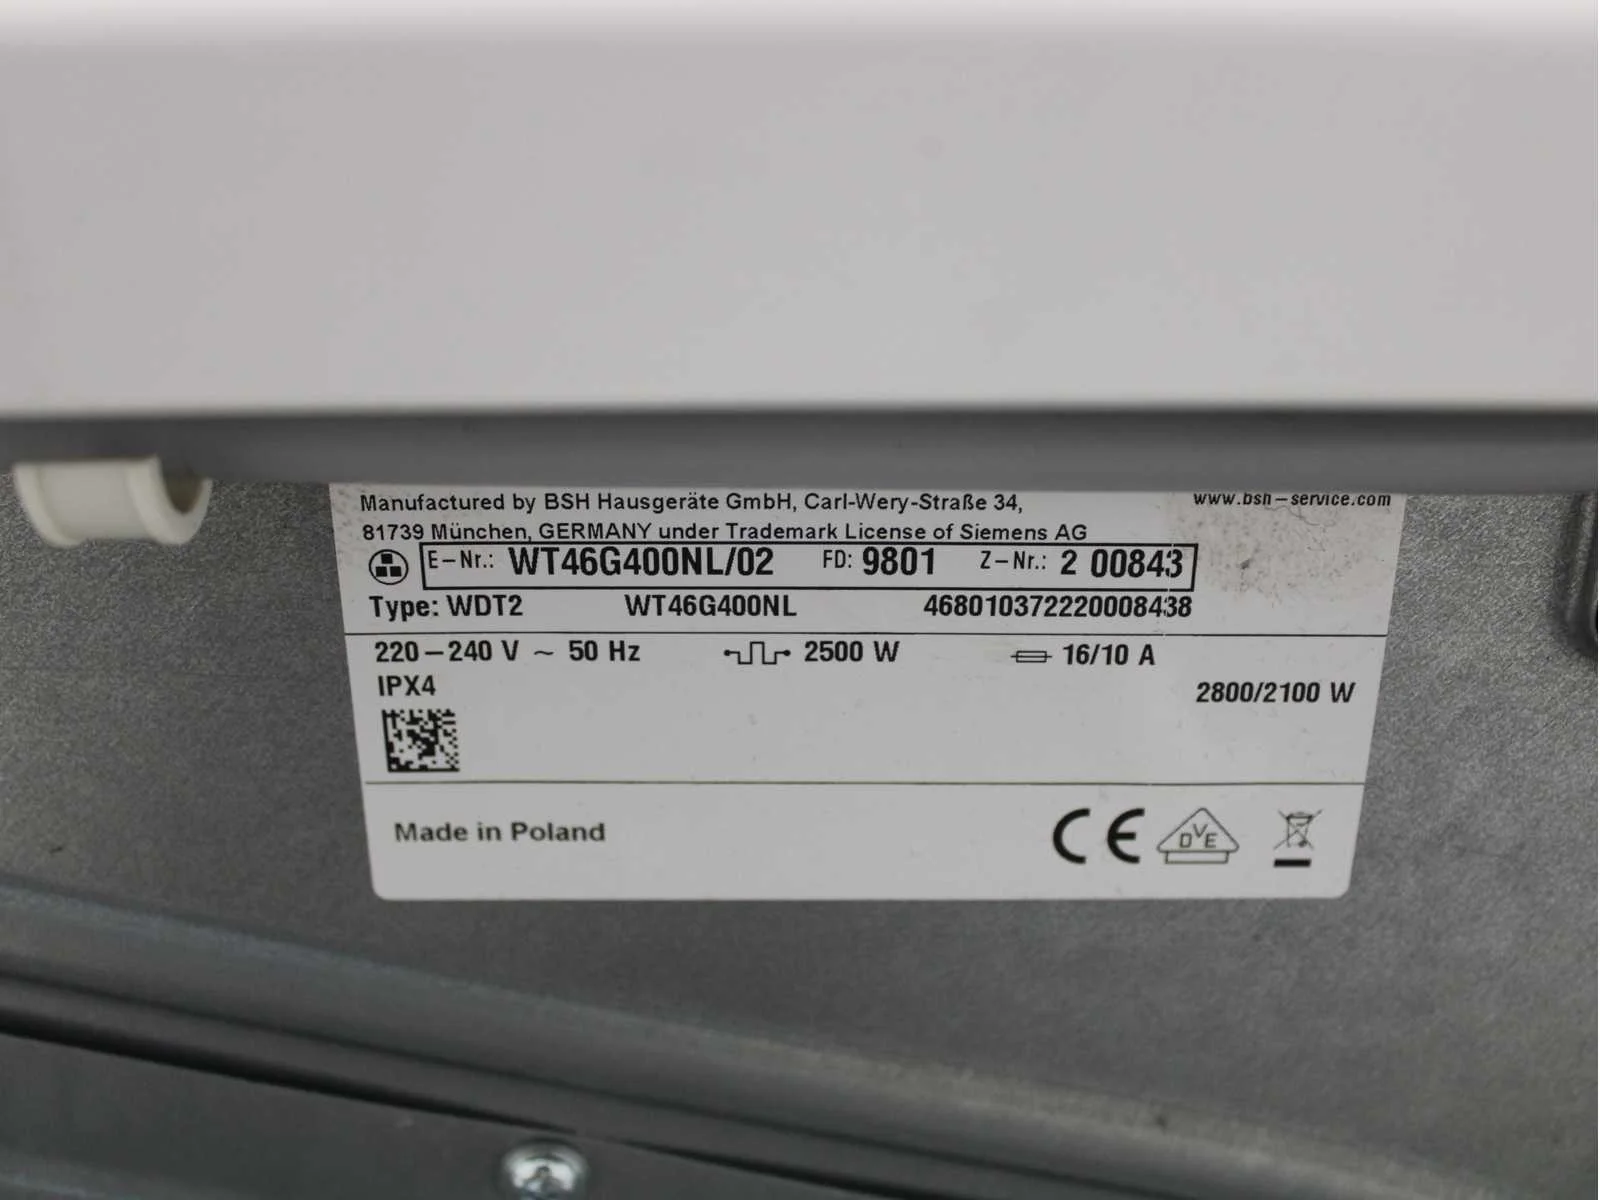 Manufactured by BSH Hausgeräte GmbH, Carl-Wery-Straße 34,
www.bsh-service.com
81739 München, GERMANY under Trademark License of Siemens AG
E-Nr.: WT46G400NL/02 FD: 9801 Z-Nr.: 2 00843
Type: WDT2 WT46G400NL 468010372220008438
220-240 V ~ 50 Hz 2500 W 16/10 A
IPX4
2800/2100 W
Made in Poland
CE DVE